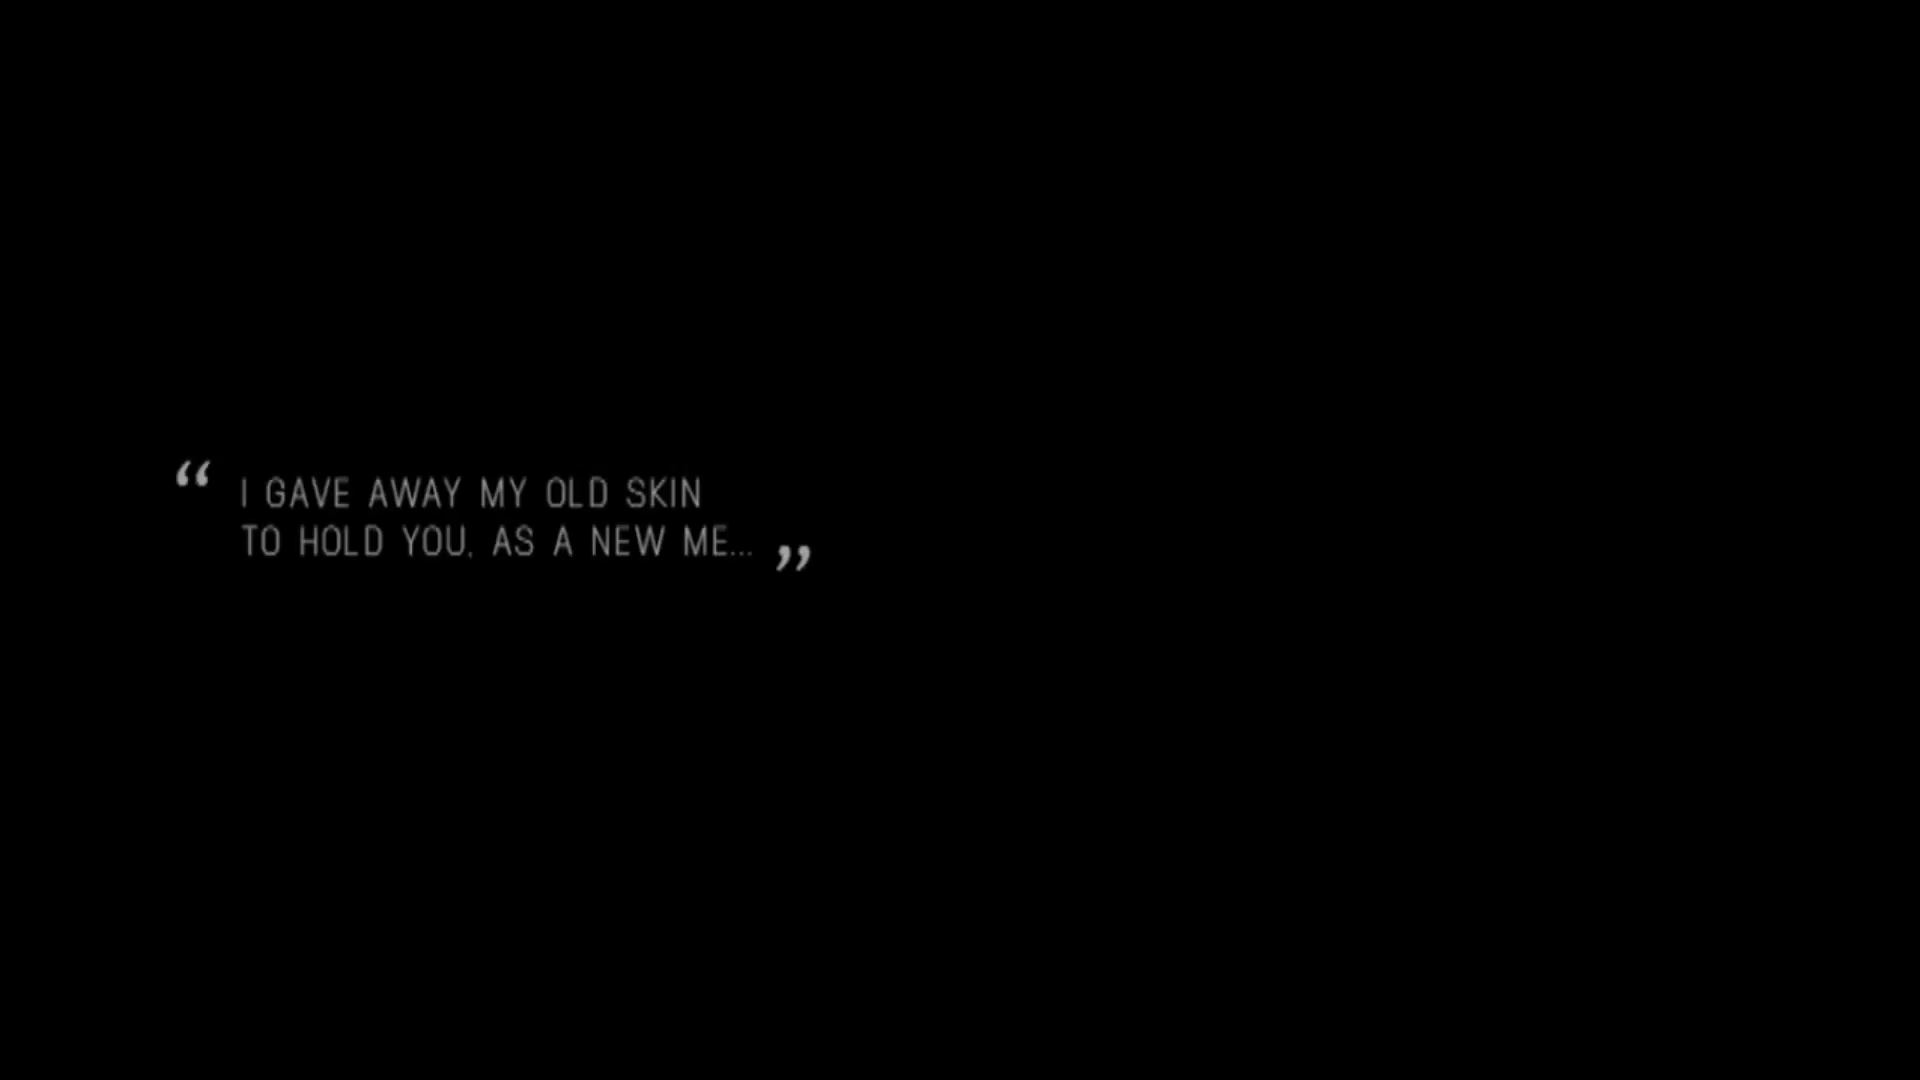 “ I GAVE AWAY MY OLD SKIN
TO HOLD YOU, AS A NEW ME... ”